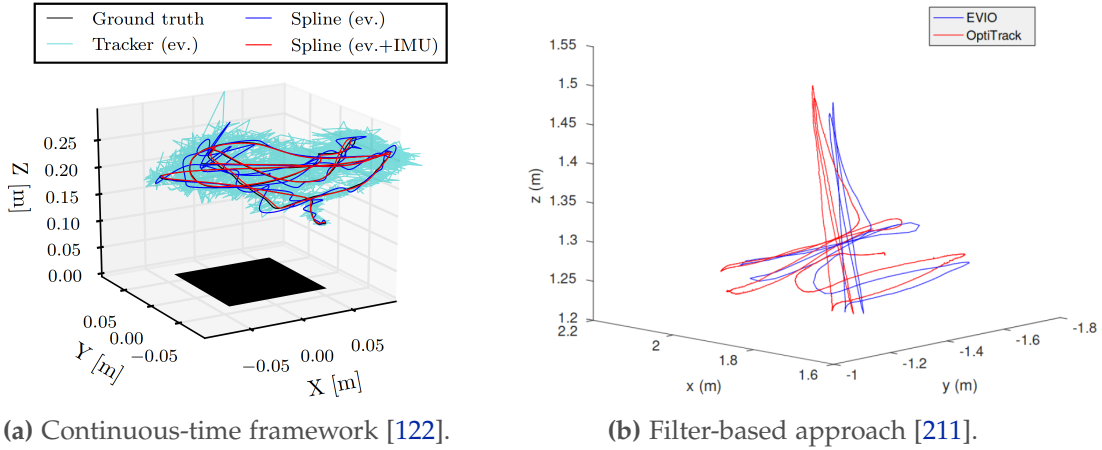 Ground truth
Tracker (ev.)
Spline (ev.)
Spline (ev.+IMU)
0.25
0.20
0.15
0.10
0.05
0.00
Z [m]
0.05
0.00
−0.05
Y [m]
−0.05
0.00
0.05
X [m]
(a) Continuous-time framework [122].
EVIO
OptiTrack
1.55
1.5
1.45
1.4
1.35
1.3
1.25
1.2
z (m)
2.2
2
1.8
1.6
x (m)
-1
-1.2
-1.4
-1.6
-1.8
y (m)
(b) Filter-based approach [211].